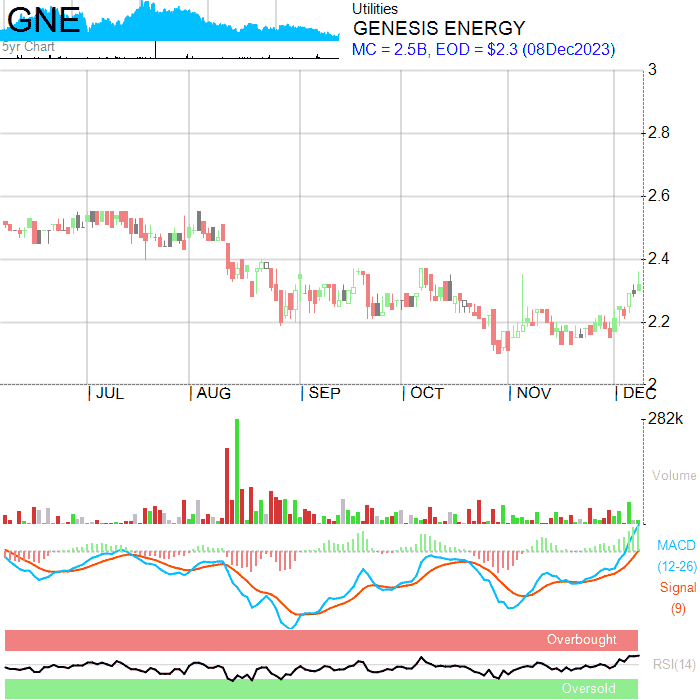 GNE
5yr Chart
Utilities
GENESIS ENERGY
MC = 2.5B, EOD = $2.3 (08Dec2023)
3
2.8
2.6
2.4
2.2
2
JUL AUG SEP OCT NOV DEC
282k
Volume
MACD
(12-26)
Signal
(9)
Overbought
RSI(14)
Oversold